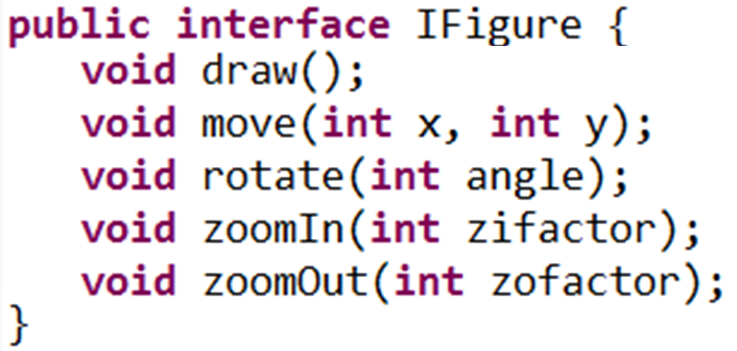 public interface IFigure {
void draw();
void move(int x, int y);
void rotate(int angle);
void zoomIn(int zifactor);
void zoomOut(int zofactor);
}